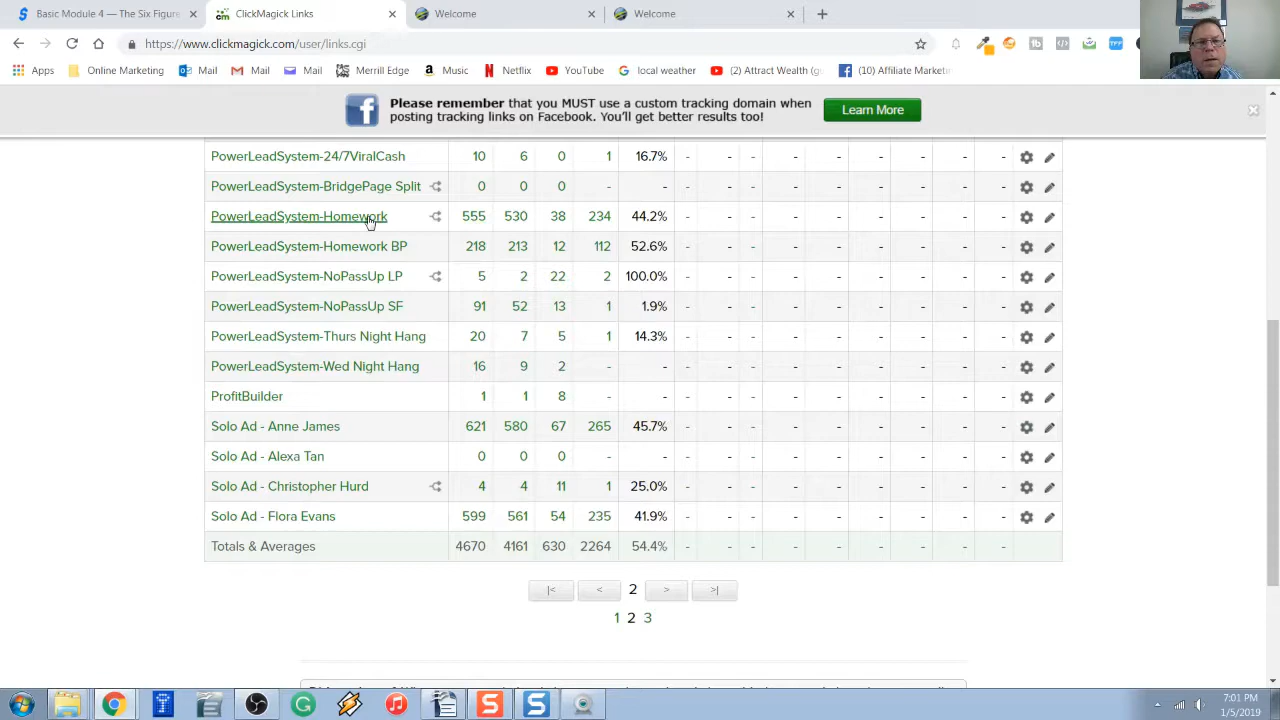 Basic Module 4 — The Six Figure
ClickMagick Links
Welcome
Welcome
https://www.clickmagick.com/user/links.cgi
Apps
Online Marketing
Mail
Mail
Mail
Merrill Edge
Music
Netflix
YouTube
local weather
(2) Attract Wealth (g
(10) Affiliate Market
Please remember that you MUST use a custom tracking domain when
posting tracking links on Facebook. You'll get better results too!
Learn More
PowerLeadSystem-24/7ViralCash 10 6 0 1 16.7% - - - - - - - -
PowerLeadSystem-BridgePage Split 0 0 0 - - - - - - - - - -
PowerLeadSystem-Homework 555 530 38 234 44.2% - - - - - - - -
PowerLeadSystem-Homework BP 218 213 12 112 52.6% - - - - - - - -
PowerLeadSystem-NoPassUp LP 5 2 22 2 100.0% - - - - - - - -
PowerLeadSystem-NoPassUp SF 91 52 13 1 1.9% - - - - - - - -
PowerLeadSystem-Thurs Night Hang 20 7 5 1 14.3% - - - - - - - -
PowerLeadSystem-Wed Night Hang 16 9 2 - - - - - - - - - -
ProfitBuilder 1 1 8 - - - - - - - - - -
Solo Ad - Anne James 621 580 67 265 45.7% - - - - - - - -
Solo Ad - Alexa Tan 0 0 0 - - - - - - - - - -
Solo Ad - Christopher Hurd 4 4 11 1 25.0% - - - - - - - -
Solo Ad - Flora Evans 599 561 54 235 41.9% - - - - - - - -
Totals & Averages 4670 4161 630 2264 54.4% - - - - - - - -
|< < 2 > >|
1 2 3
7:01 PM
1/5/2019